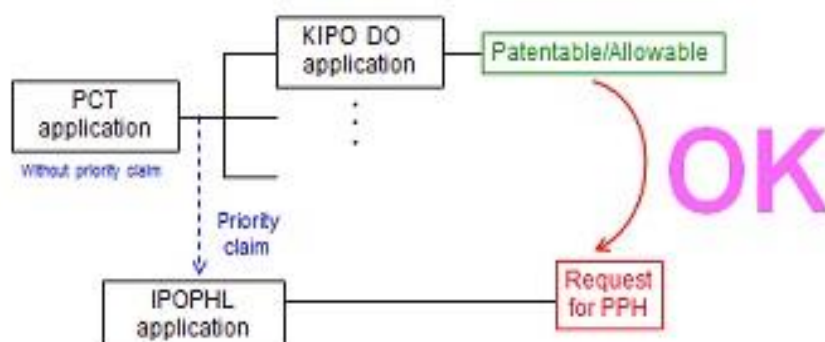 KIPO DO
application
Patentable/Allowable
PCT
application
Without priority claim
OK
Priority
claim
IPOPHL
application
Request
for PPH